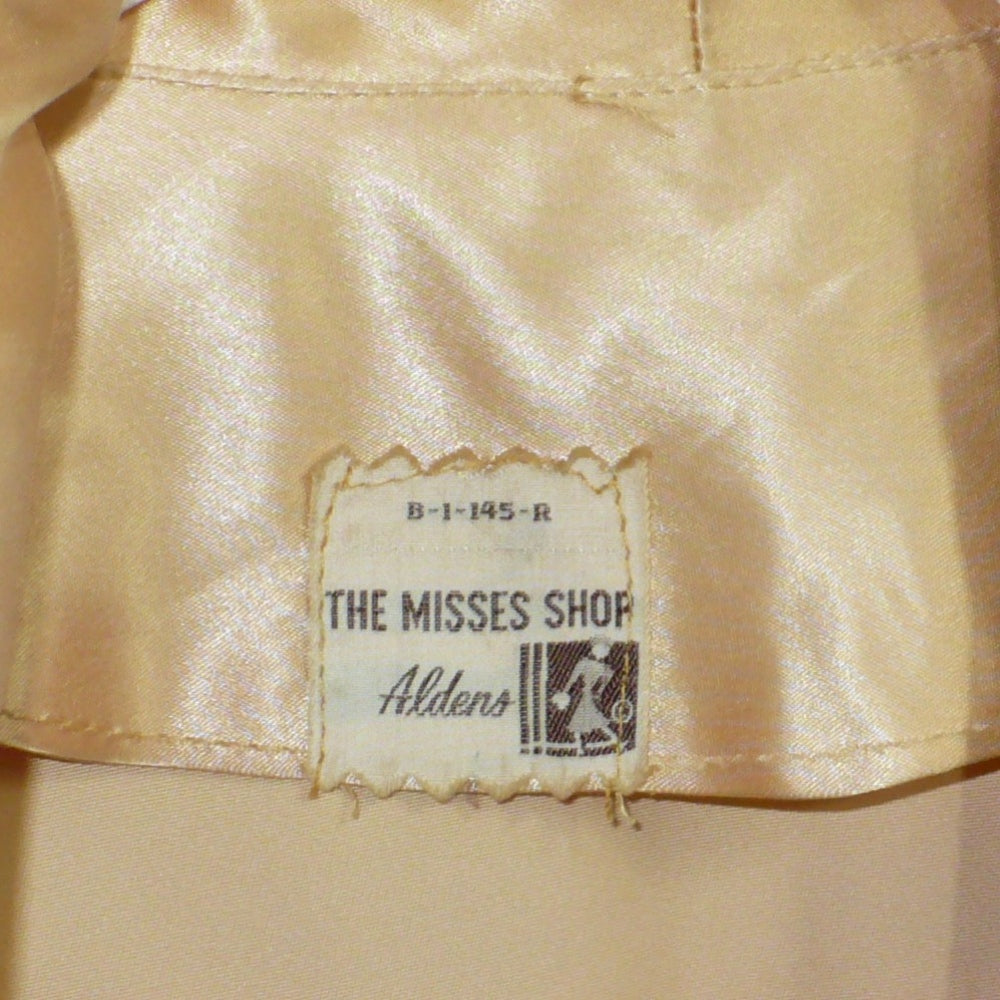 B-1-145-R
THE MISSES SHOP
Aldens